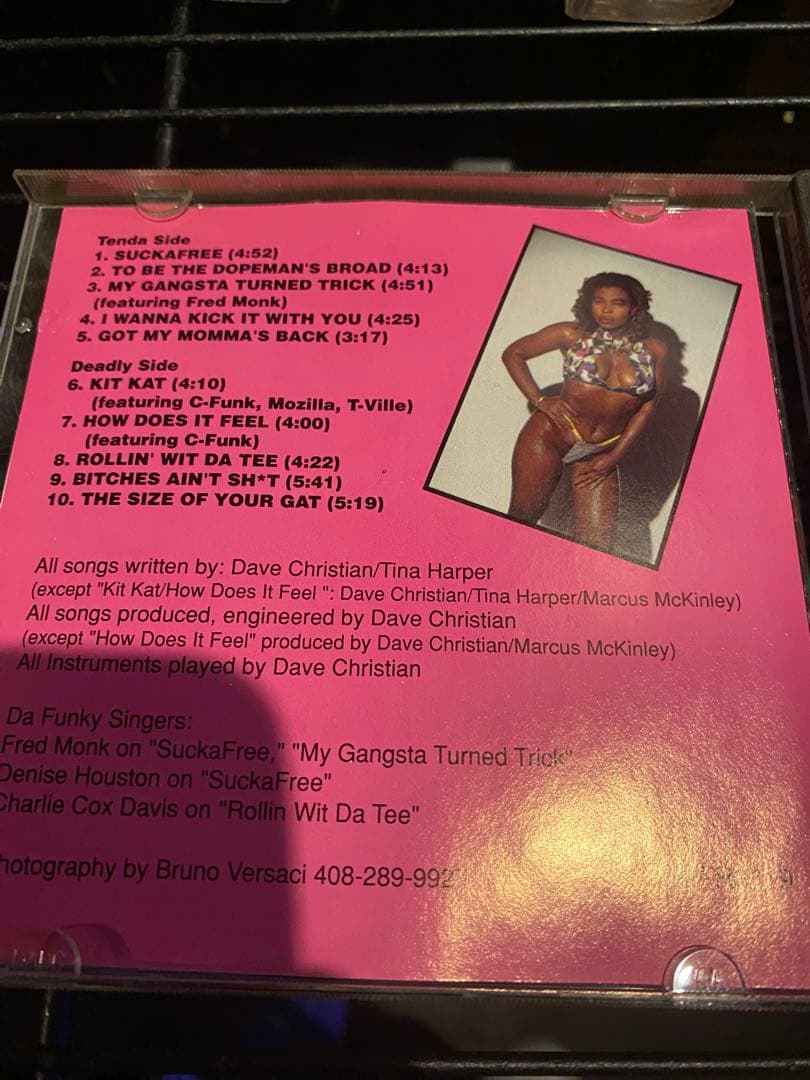 Tenda Side
1. SUCKAFREE (4:52)
2. TO BE THE DOPEMAN'S BROAD (4:13)
3. MY GANGSTA TURNED TRICK (4:51)
(featuring Fred Monk)
4. I WANNA KICK IT WITH YOU (4:25)
5. GOT MY MOMMA'S BACK (3:17)
Deadly Side
6. KIT KAT (4:10)
(featuring C-Funk, Mozilla, T-Ville)
7. HOW DOES IT FEEL (4:00)
(featuring C-Funk)
8. ROLLIN' WIT DA TEE (4:22)
9. BITCHES AIN'T SH*T (5:41)
10. THE SIZE OF YOUR GAT (5:19)
All songs written by: Dave Christian/Tina Harper
(except "Kit Kat/How Does It Feel ": Dave Christian/Tina Harper/Marcus McKinley)
All songs produced, engineered by Dave Christian
(except "How Does It Feel" produced by Dave Christian/Marcus McKinley)
All Instruments played by Dave Christian
Da Funky Singers:
Fred Monk on "SuckaFree," "My Gangsta Turned Trick"
Denise Houston on "SuckaFree"
Charlie Cox Davis on "Rollin Wit Da Tee"
hotography by Bruno Versaci 408-289-992